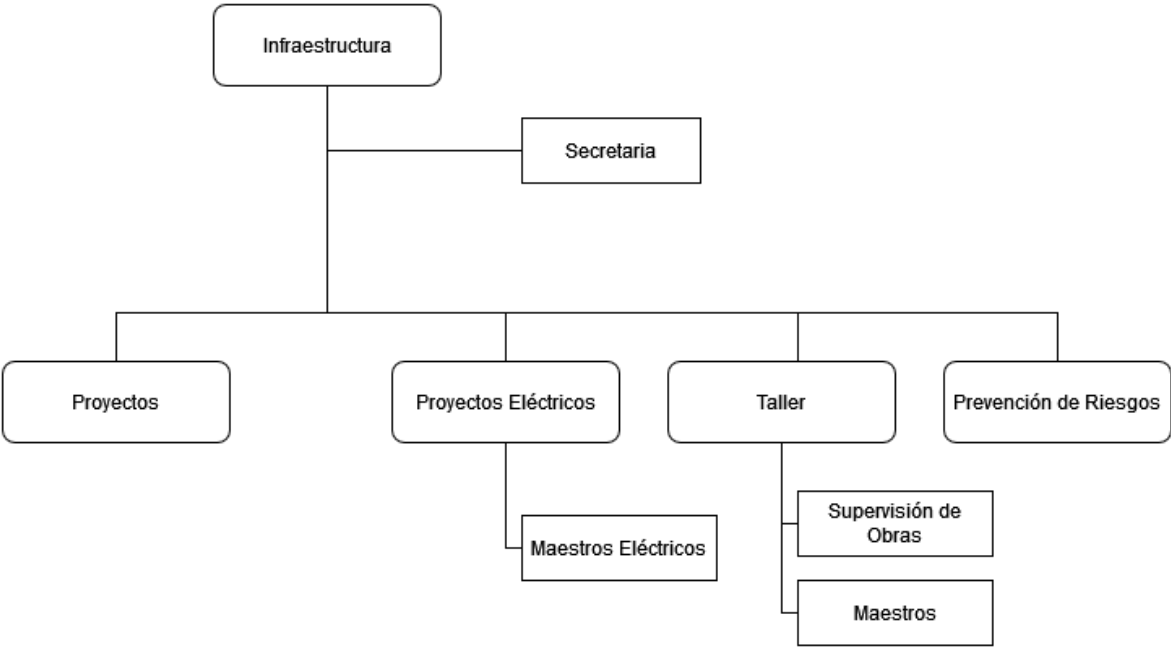 Infraestructura
Secretaria
Proyectos
Proyectos Eléctricos
Taller
Prevención de Riesgos
Maestros Eléctricos
Supervisión de
Obras
Maestros